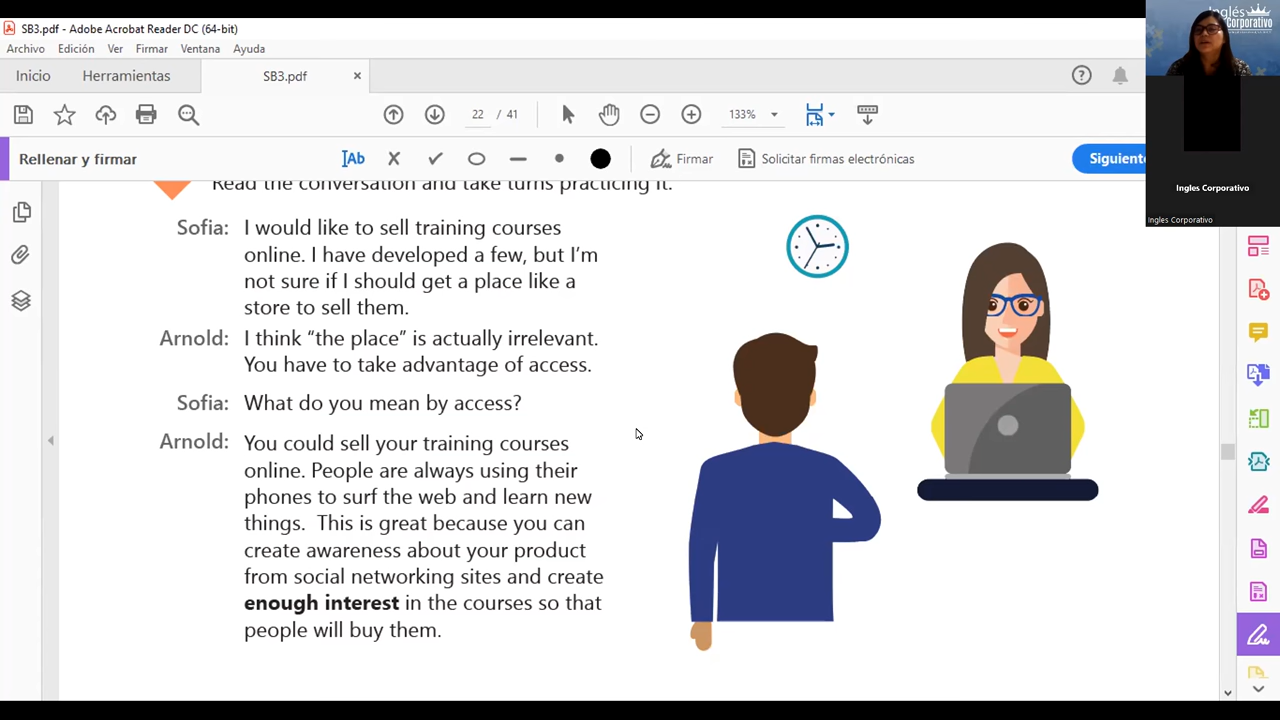 SB3.pdf - Adobe Acrobat Reader DC (64-bit)
Archivo Edición Ver Firmar Ventana Ayuda
Inicio Herramientas SB3.pdf ×
22 / 41 133%
Rellenar y firmar Ab Firmar Solicitar firmas electrónicas Siguiente
Inglés
Corporativo
Ingles Corporativo
Ingles Corporativo
Read the conversation and take turns practicing it.
Sofia: I would like to sell training courses
online. I have developed a few, but I'm
not sure if I should get a place like a
store to sell them.
Arnold: I think “the place” is actually irrelevant.
You have to take advantage of access.
Sofia: What do you mean by access?
Arnold: You could sell your training courses
online. People are always using their
phones to surf the web and learn new
things. This is great because you can
create awareness about your product
from social networking sites and create
enough interest in the courses so that
people will buy them.